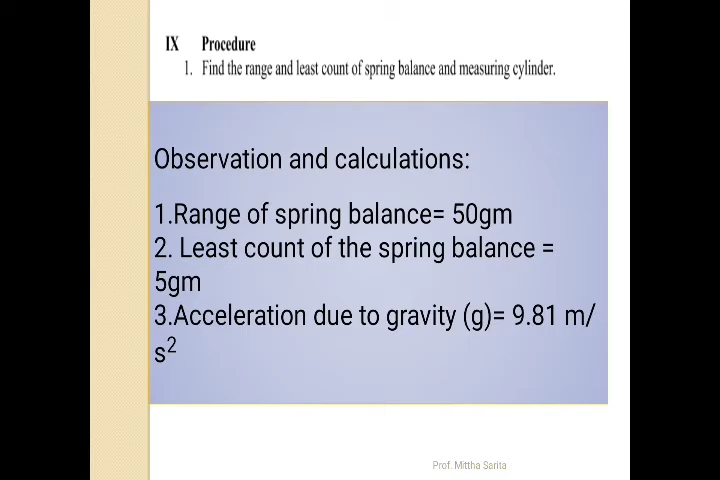 IX Procedure
1. Find the range and least count of spring balance and measuring cylinder.
Observation and calculations:
1.Range of spring balance= 50gm
2. Least count of the spring balance =
5gm
3.Acceleration due to gravity (g)= 9.81 m/
s²
Prof. Mittha Sarita